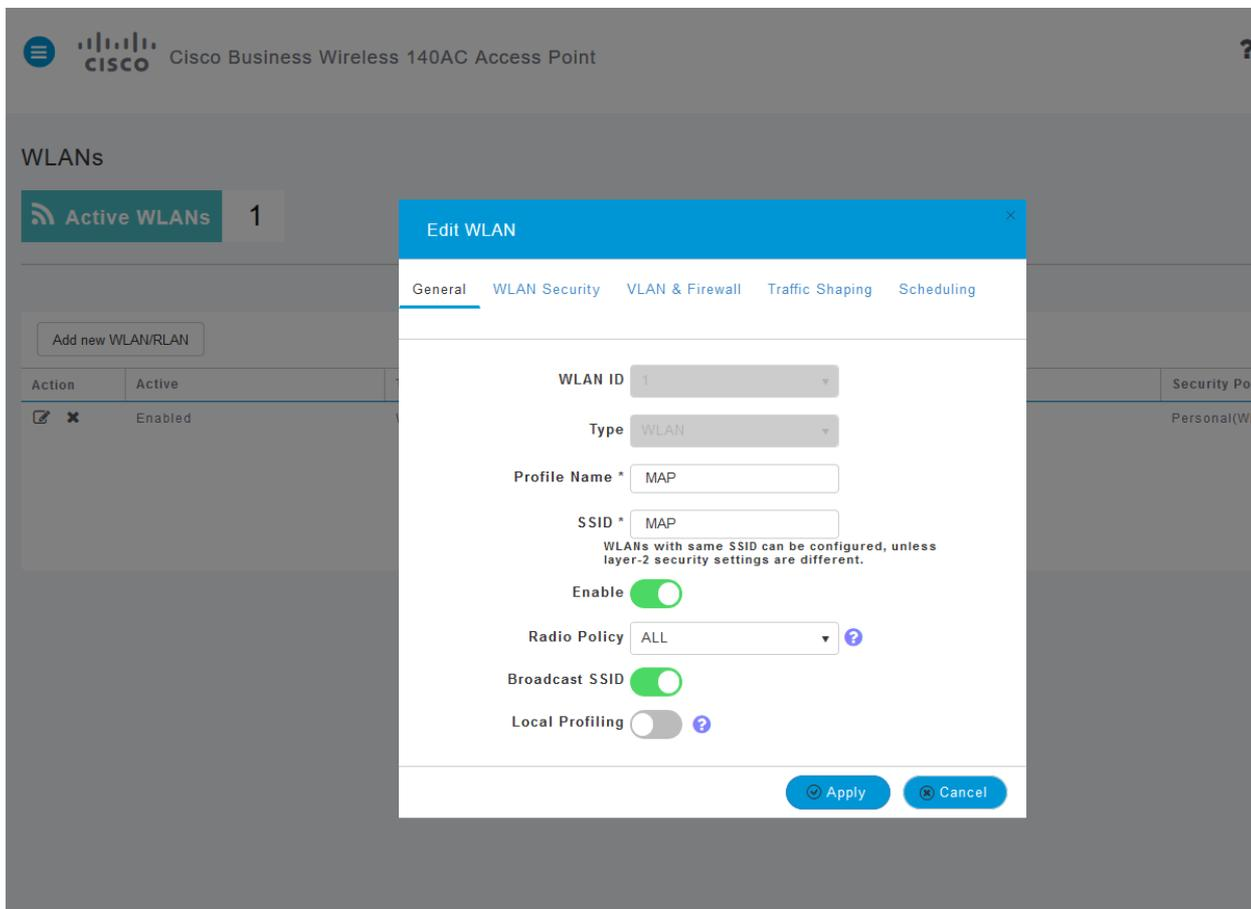 CISCO Cisco Business Wireless 140AC Access Point ?
WLANs
Active WLANs 1
Edit WLAN
General WLAN Security VLAN & Firewall Traffic Shaping Scheduling
Add new WLAN/RLAN
Action Active Security Po
Enabled Personal(W
WLAN ID 1
Type WLAN
Profile Name * MAP
SSID * MAP
WLANs with same SSID can be configured, unless
layer-2 security settings are different.
Enable
Radio Policy ALL ?
Broadcast SSID
Local Profiling ?
Apply Cancel